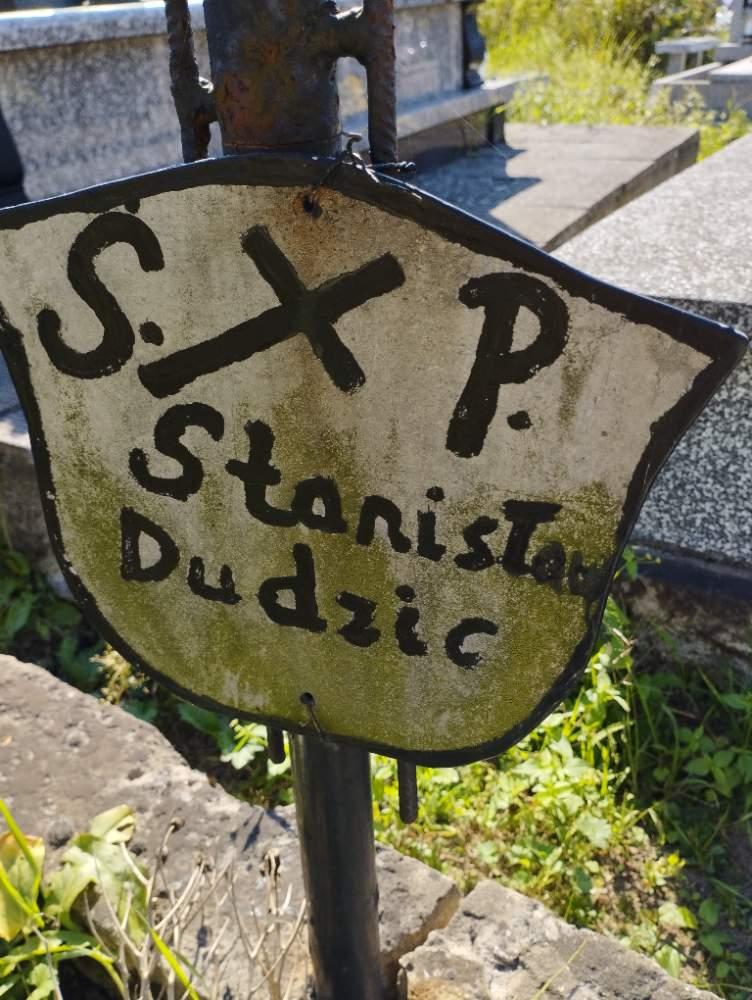 Ś. P.
Stanisław
Dudzic